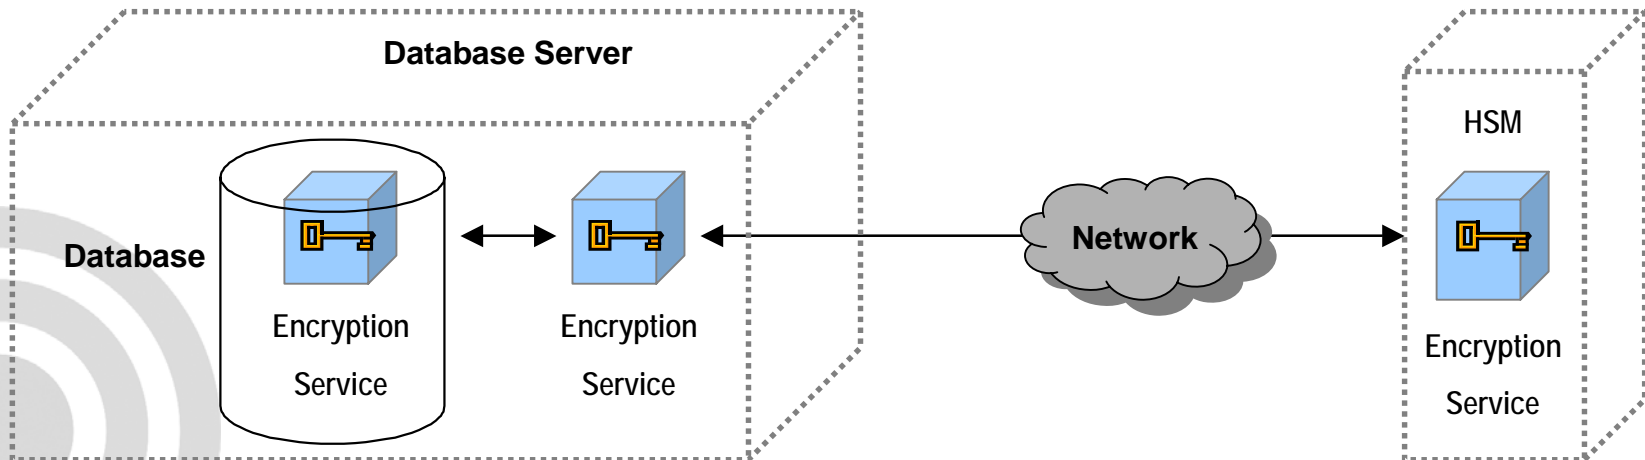 Database Server
HSM
Database
Network
Encryption
Service
Encryption
Service
Encryption
Service